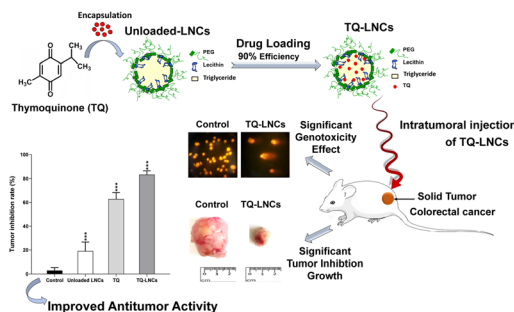 Encapsulation
Unloaded-LNCs
TQ-LNCs
Drug Loading
90% Efficiency
PEG
Lecithin
Triglyceride
PEG
Lecithin
Triglyceride
TQ
O
CH₃
CH₃
H₃C
O
Thymoquinone (TQ)
Control
TQ-LNCs
Significant
Genotoxicity
Effect
Intratumoral injection
of TQ-LNCs
Tumor inhibition rate (%)
100
80
60
40
20
0
***
***
***
Control
Unloaded LNCs
TQ
TQ-LNCs
Control
TQ-LNCs
Significant
Tumor Inhibtion
Growth
Solid Tumor
Colorectal cancer
Improved Antitumor Activity